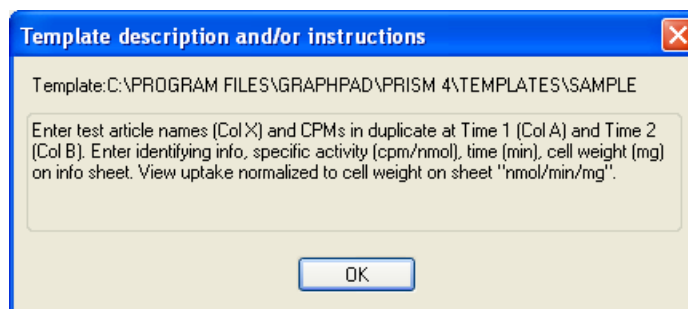 Template description and/or instructions
Template:C:\PROGRAM FILES\GRAPHPAD\PRISM 4\TEMPLATES\SAMPLE
Enter test article names (Col X) and CPMs in duplicate at Time 1 (Col A) and Time 2
(Col B). Enter identifying info, specific activity (cpm/nmol), time (min), cell weight (mg)
on info sheet. View uptake normalized to cell weight on sheet "nmol/min/mg".
OK